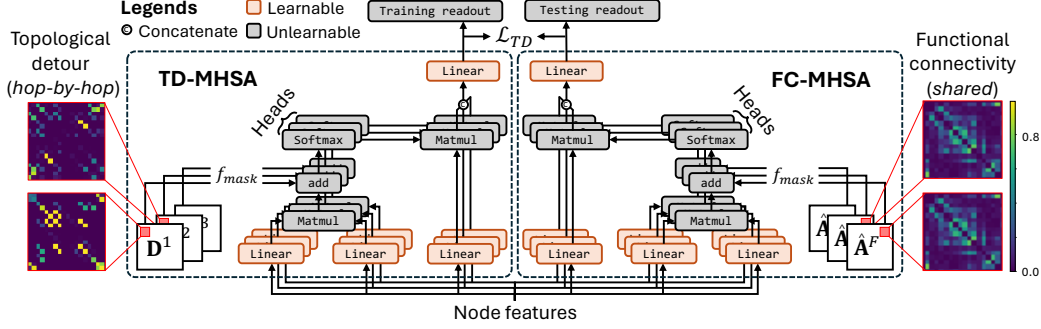 Legends
Learnable
Concatenate
Unlearnable
Training readout
Testing readout
ℒ_TD
Topological
detour
(hop-by-hop)
TD-MHSA
Linear
Linear
FC-MHSA
Functional
connectivity
(shared)
Heads
Heads
Softmax
Matmul
Matmul
Softmax
f_mask
add
add
f_mask
Matmul
Matmul
D¹
2
3
Linear
Linear
Linear
Linear
Linear
Linear
Â
Â
Â^F
0.8
0.0
Node features